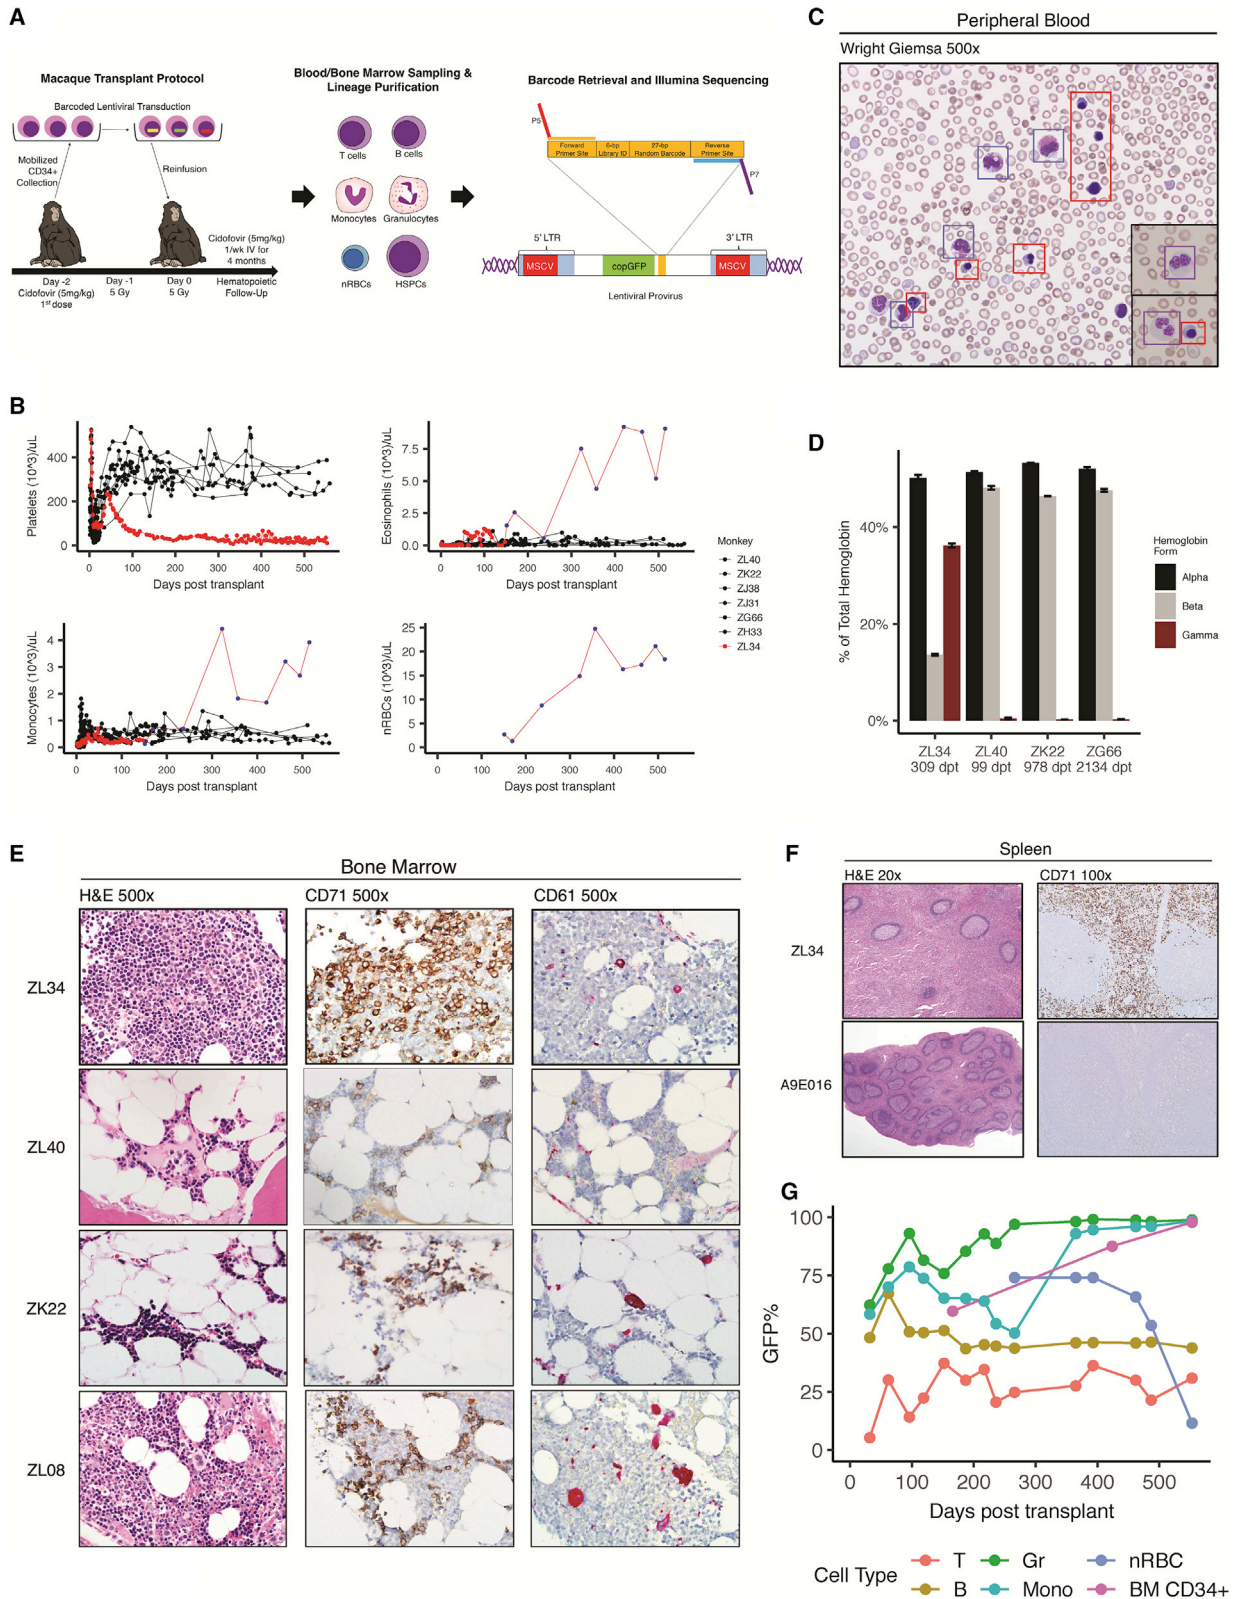 A
Macaque Transplant Protocol
Barcoded Lentiviral Transduction
Mobilized
CD34+
Collection
Reinfusion
Cidofovir (5mg/kg)
1/wk IV for
4 months
Day -2
Cidofovir (5mg/kg)
1st dose
Day -1
5 Gy
Day 0
5 Gy
Hematopoietic
Follow-Up
Blood/Bone Marrow Sampling &
Lineage Purification
T cells
B cells
Monocytes
Granulocytes
nRBCs
HSPCs
Barcode Retrieval and Illumina Sequencing
P5
Forward
Primer Site
6-bp
Library ID
27-bp
Random Barcode
Reverse
Primer Site
P7
5' LTR
3' LTR
MSCV
copGFP
MSCV
Lentiviral Provirus
B
Platelets (10^3)/uL
400
200
0
0 100 200 300 400 500
Days post transplant
Eosinophils (10^3)/uL
7.5
5.0
2.5
0.0
0 100 200 300 400 500
Days post transplant
Monocytes (10^3)/uL
4
3
2
1
0
0 100 200 300 400 500
Days post transplant
nRBCs (10^3)/uL
25
20
15
10
5
0
0 100 200 300 400 500
Days post transplant
Monkey
ZL40
ZK22
ZJ38
ZJ31
ZG66
ZH33
ZL34
C
Peripheral Blood
Wright Giemsa 500x
D
% of Total Hemoglobin
40%
20%
0%
ZL34 ZL40 ZK22 ZG66
309 dpt 99 dpt 978 dpt 2134 dpt
Hemoglobin
Form
Alpha
Beta
Gamma
E
Bone Marrow
H&E 500x
CD71 500x
CD61 500x
ZL34
ZL40
ZK22
ZL08
F
Spleen
H&E 20x
CD71 100x
ZL34
A9E016
G
GFP%
100
75
50
25
0
0 100 200 300 400 500
Days post transplant
Cell Type
T Gr nRBC
B Mono BM CD34+